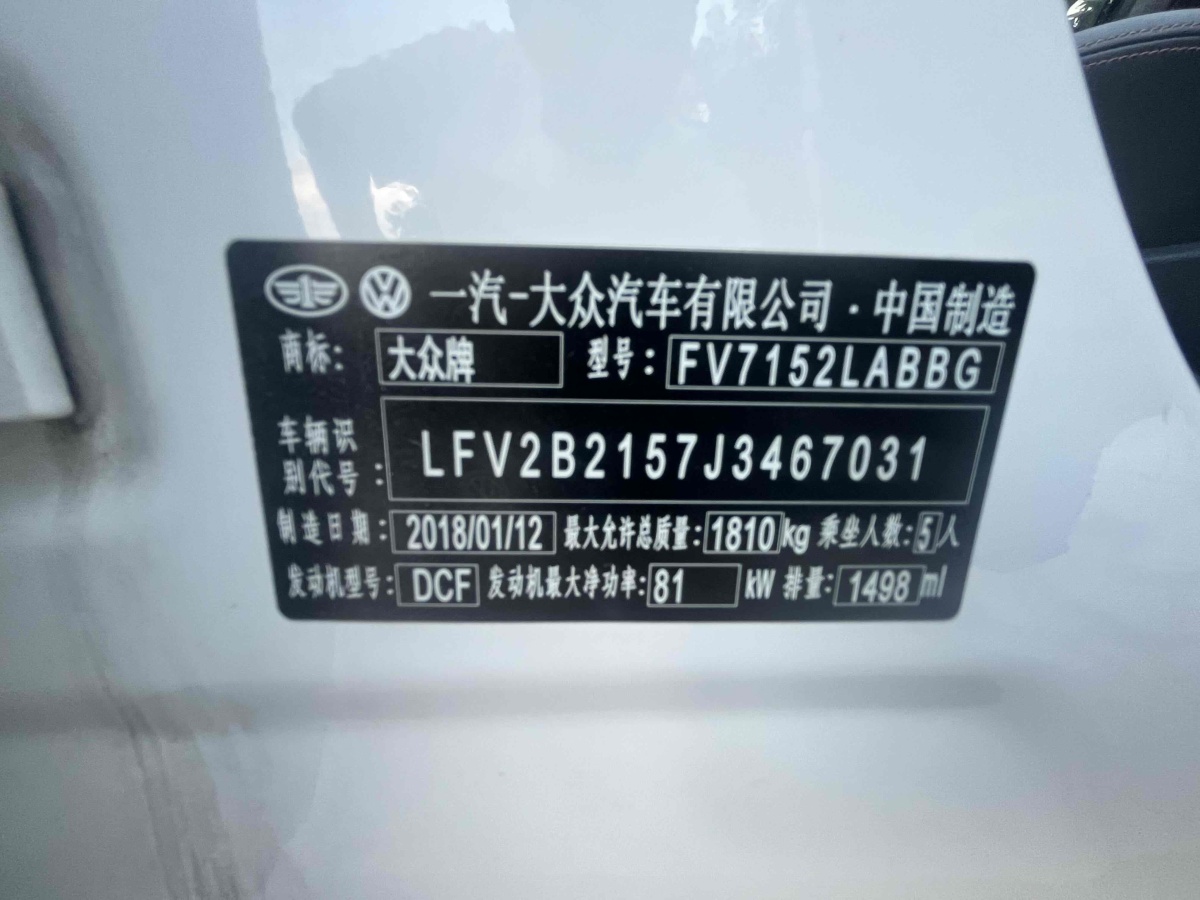 一汽-大众汽车有限公司·中国制造
商标: 大众牌 型号: FV7152LABBG
车辆识
别代号: LFV2B2157J3467031
制造日期: 2018/01/12 最大允许总质量: 1810 kg 乘坐人数: 5 人
发动机型号: DCF 发动机最大净功率: 81 kW 排量: 1498 ml